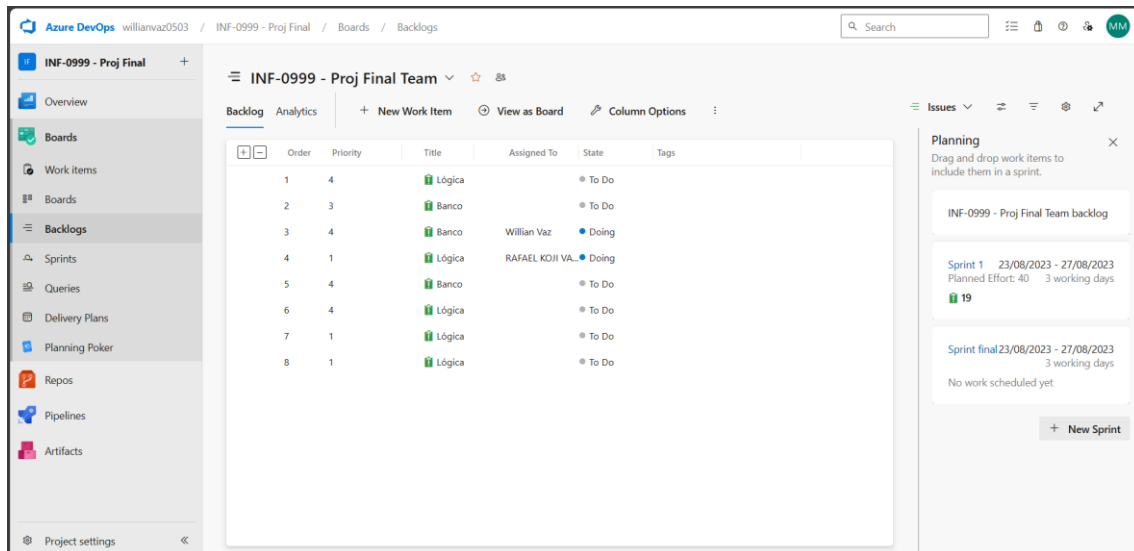 Azure DevOps willianvaz0503 / INF-0999 - Proj Final / Boards / Backlogs
Search
MM
IF INF-0999 - Proj Final +
Overview
Boards
Work items
Boards
Backlogs
Sprints
Queries
Delivery Plans
Planning Poker
Repos
Pipelines
Artifacts
Project settings
INF-0999 - Proj Final Team
Backlog Analytics + New Work Item View as Board Column Options
Issues
Order Priority Title Assigned To State Tags
1 4 Lógica To Do
2 3 Banco To Do
3 4 Banco Willian Vaz Doing
4 1 Lógica RAFAEL KOJI VA... Doing
5 4 Banco To Do
6 4 Lógica To Do
7 1 Lógica To Do
8 1 Lógica To Do
Planning
Drag and drop work items to
include them in a sprint.
INF-0999 - Proj Final Team backlog
Sprint 1 23/08/2023 - 27/08/2023
Planned Effort: 40 3 working days
19
Sprint final 23/08/2023 - 27/08/2023
3 working days
No work scheduled yet
+ New Sprint